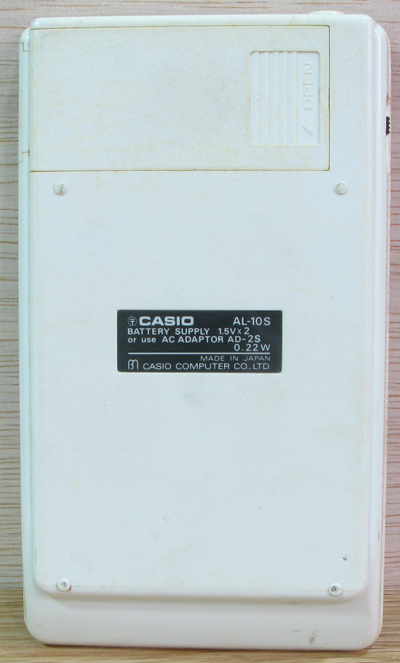 OPEN
CASIO AL-10S
BATTERY SUPPLY 1.5V×2
or use AC ADAPTOR AD-2S
0.22W
MADE IN JAPAN
CASIO COMPUTER CO., LTD.